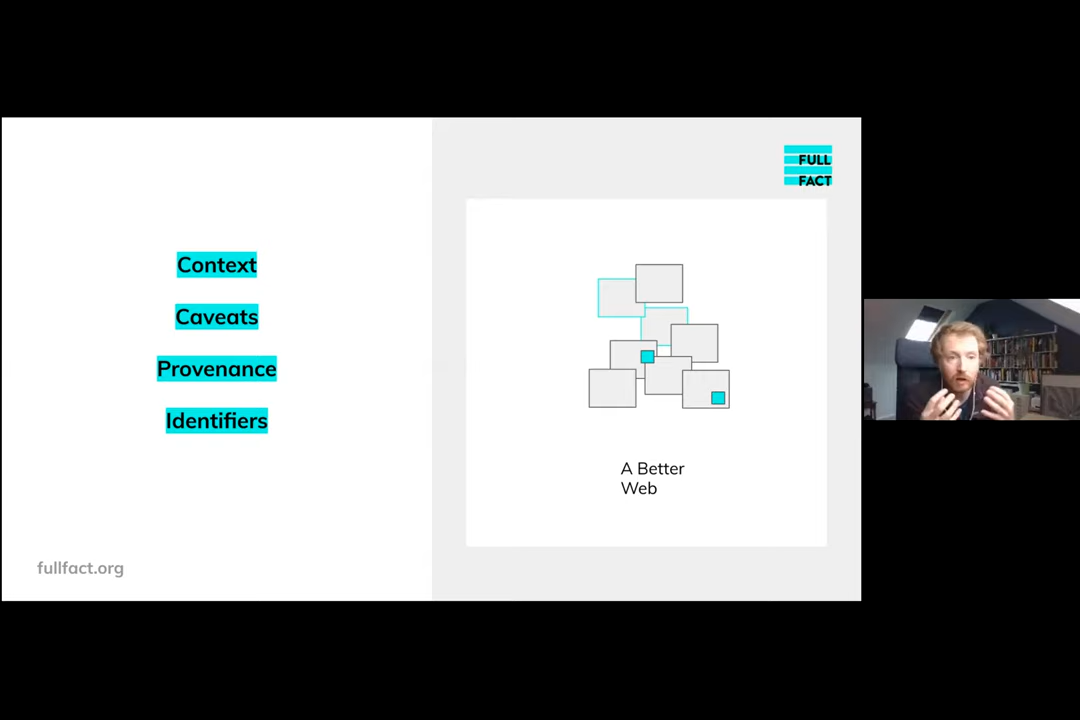 Context
Caveats
Provenance
Identifiers
fullfact.org
FULL
FACT
A Better
Web